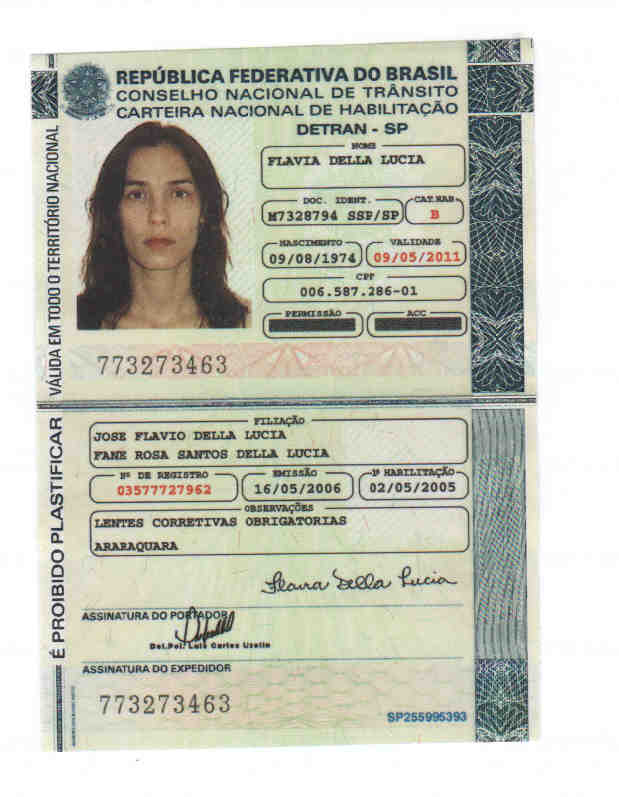 REPÚBLICA FEDERATIVA DO BRASIL
CONSELHO NACIONAL DE TRÂNSITO
CARTEIRA NACIONAL DE HABILITAÇÃO
DETRAN - SP
NOME
FLAVIA DELLA LUCIA
DOC. IDENT.
CAT.HAB.
M7328794 SSP/SP
B
NASCIMENTO
VALIDADE
09/08/1974
09/05/2011
CPF
006.587.286-01
PERMISSÃO
ACC
VÁLIDA EM TODO O TERRITÓRIO NACIONAL
773273463
FILIAÇÃO
JOSE FLAVIO DELLA LUCIA
FANE ROSA SANTOS DELLA LUCIA
Nº DE REGISTRO
EMISSÃO
1ª HABILITAÇÃO
03577727962
16/05/2006
02/05/2005
OBSERVAÇÕES
LENTES CORRETIVAS OBRIGATORIAS
ARARAQUARA
É PROIBIDO PLASTIFICAR
Flavia Della Lucia
ASSINATURA DO PORTADOR
Del.Pol. Luis Carlos Uzelin
ASSINATURA DO EXPEDIDOR
773273463
SP255995393